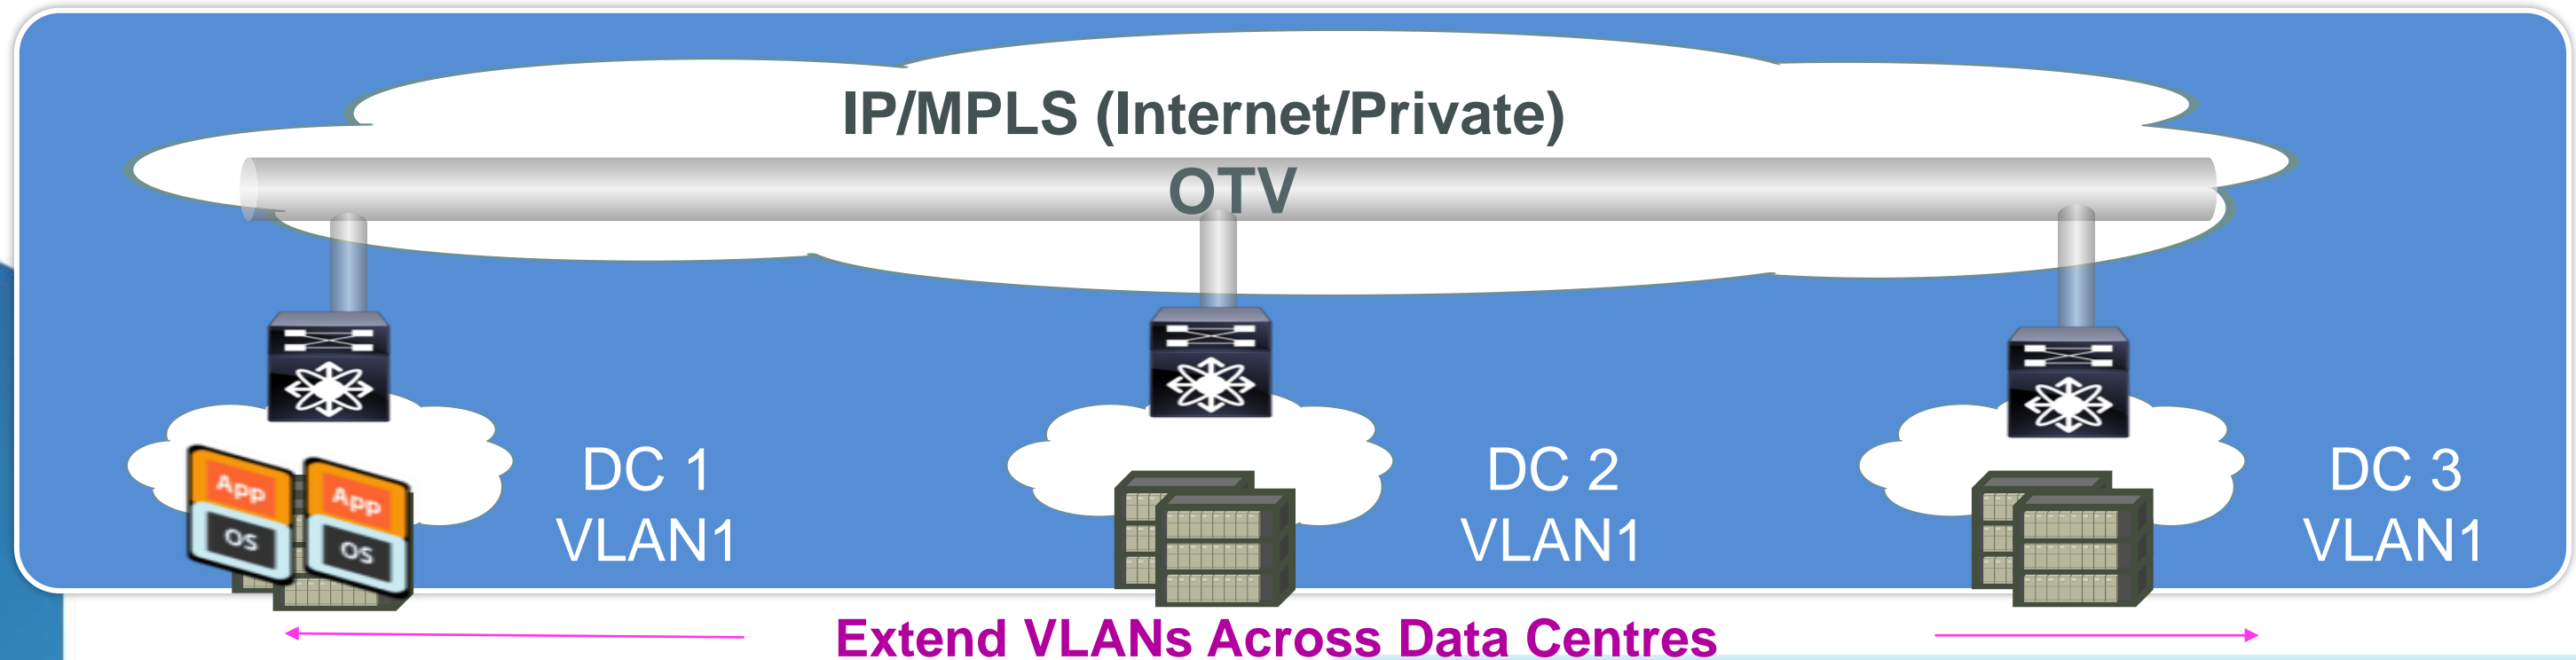 IP/MPLS (Internet/Private)
OTV
App
OS
App
OS
DC 1
VLAN1
DC 2
VLAN1
DC 3
VLAN1
Extend VLANs Across Data Centres